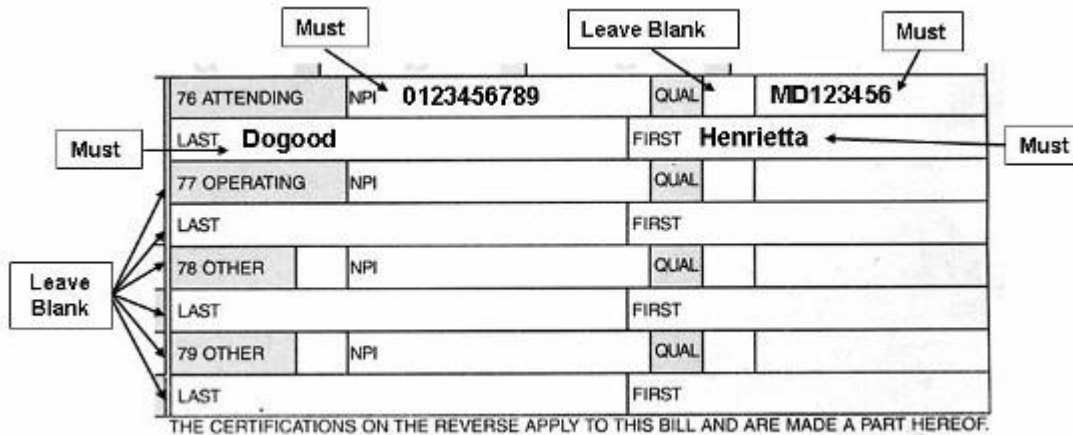 Must Leave Blank Must
76 ATTENDING NPI 0123456789 QUAL MD123456
Must LAST Dogood FIRST Henrietta Must
77 OPERATING NPI QUAL
LAST FIRST
78 OTHER NPI QUAL
Leave
Blank
LAST FIRST
79 OTHER NPI QUAL
LAST FIRST
THE CERTIFICATIONS ON THE REVERSE APPLY TO THIS BILL AND ARE MADE A PART HEREOF.